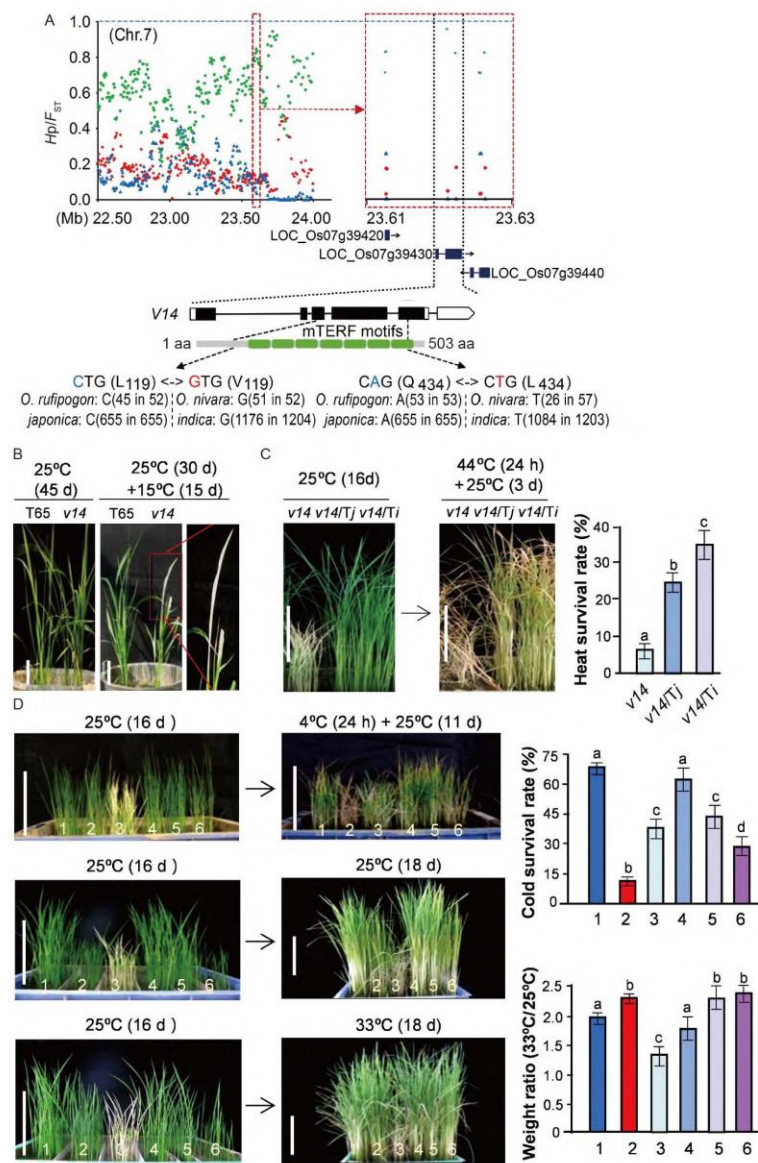 A
(Chr.7)
Hp/FST
1.0
0.8
0.6
0.4
0.2
0.0
22.50 23.00 23.50 24.00
(Mb)
23.61 23.63
LOC_Os07g39420
LOC_Os07g39430
LOC_Os07g39440
V14
mTERF motifs
1 aa 503 aa
CTG (L119) <-> GTG (V119) CAG (Q434) <-> CTG (L434)
O. rufipogon: C(45 in 52) O. nivara: G(51 in 52) O. rufipogon: A(53 in 53) O. nivara: T(26 in 57)
japonica: C(655 in 655) indica: G(1176 in 1204) japonica: A(655 in 655) indica: T(1084 in 1203)
B
25ºC
(45 d)
25ºC (30 d)
+15ºC (15 d)
T65 v14 T65 v14
C
25ºC (16d)
44ºC (24 h)
+25ºC (3 d)
v14 v14/Tj v14/Ti v14 v14/Tj v14/Ti
Heat survival rate (%)
40
30
20
10
0
a b c
v14 v14/Tj v14/Ti
D
25ºC (16 d )
4ºC (24 h) + 25ºC (11 d)
1 2 3 4 5 6
1 2 3 4 5 6
Cold survival rate (%)
75
60
45
30
15
0
a b c a c d
1 2 3 4 5 6
25ºC (16 d )
25ºC (18 d)
1 2 3 4 5 6
1 2 3 4 5 6
25ºC (16 d )
33ºC (18 d)
1 2 3 4 5 6
2 3 4 5 6
Weight ratio (33ºC/25ºC)
2.5
2.0
1.5
1.0
0.5
0
a b c a b b
1 2 3 4 5 6